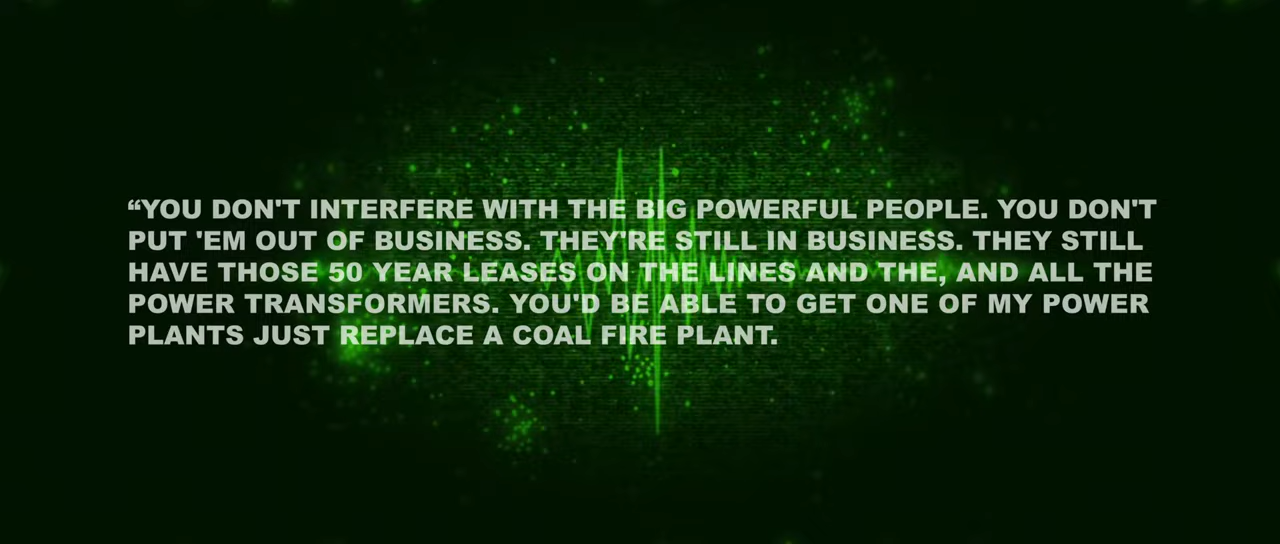 “YOU DON'T INTERFERE WITH THE BIG POWERFUL PEOPLE. YOU DON'T
PUT 'EM OUT OF BUSINESS. THEY'RE STILL IN BUSINESS. THEY STILL
HAVE THOSE 50 YEAR LEASES ON THE LINES AND THE, AND ALL THE
POWER TRANSFORMERS. YOU'D BE ABLE TO GET ONE OF MY POWER
PLANTS JUST REPLACE A COAL FIRE PLANT.